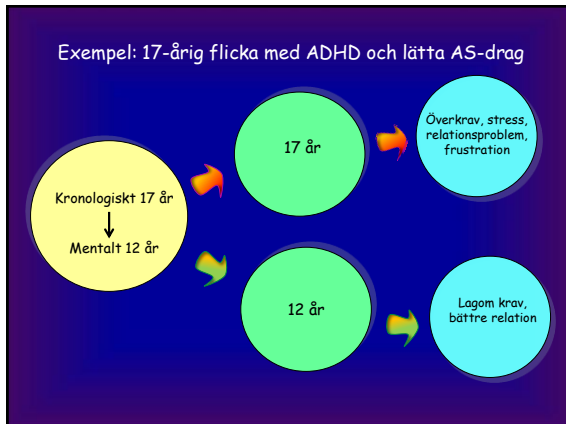 Exempel: 17-årig flicka med ADHD och lätta AS-drag
Kronologiskt 17 år
Mentalt 12 år
17 år
Överkrav, stress,
relationsproblem,
frustration
12 år
Lagom krav,
bättre relation